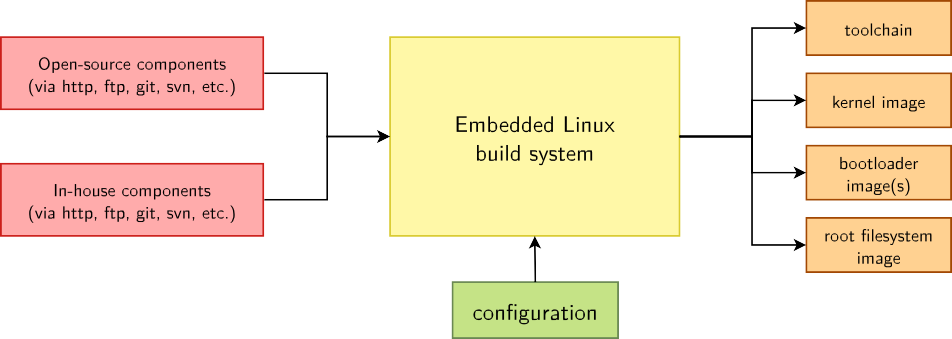 Open-source components
(via http, ftp, git, svn, etc.)
In-house components
(via http, ftp, git, svn, etc.)
Embedded Linux
build system
configuration
toolchain
kernel image
bootloader
image(s)
root filesystem
image